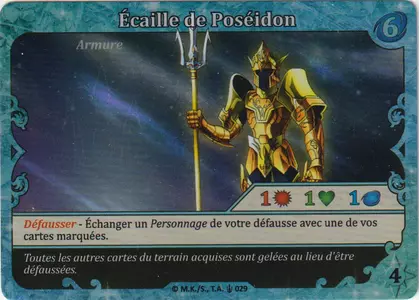 Écaille de Poséidon
6
Armure
1 1 1
Défausser - Échanger un Personnage de votre défausse avec une de vos
cartes marquées.
Toutes les autres cartes du terrain acquises sont gelées au lieu d'être
défaussées.
4
© M.K./S., T.A. 029